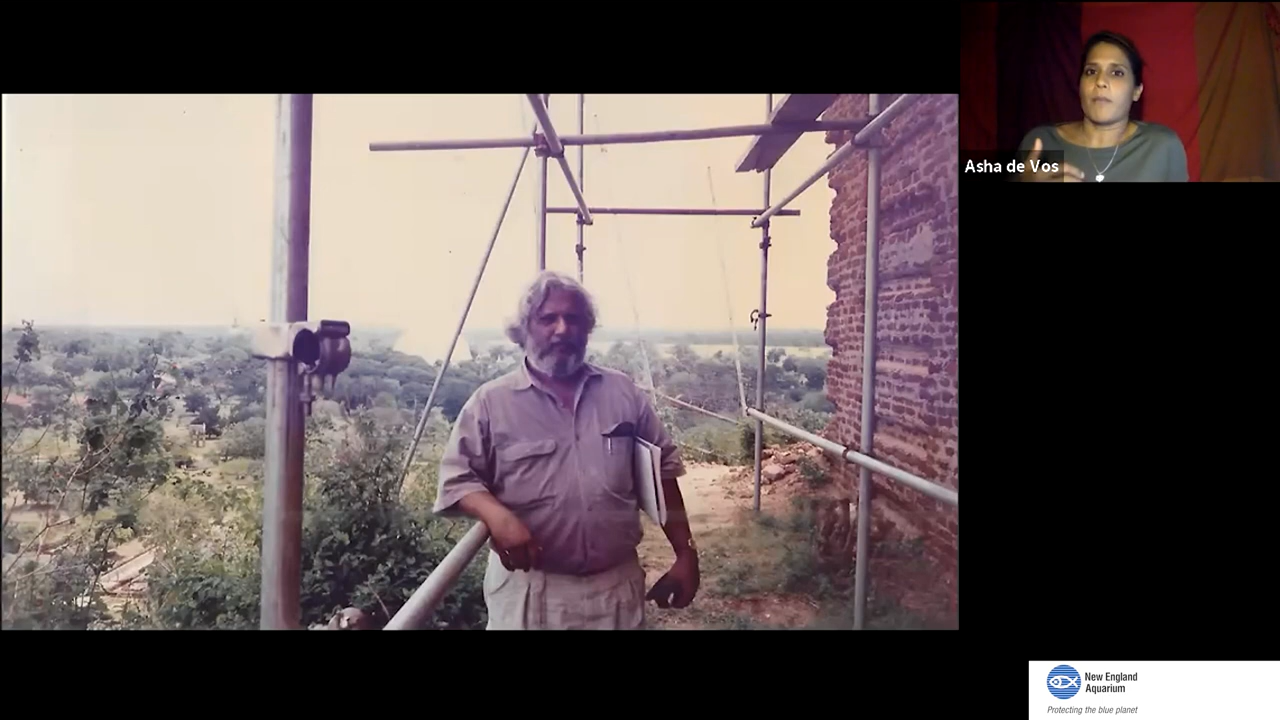 Asha de Vos
New England
Aquarium
Protecting the blue planet